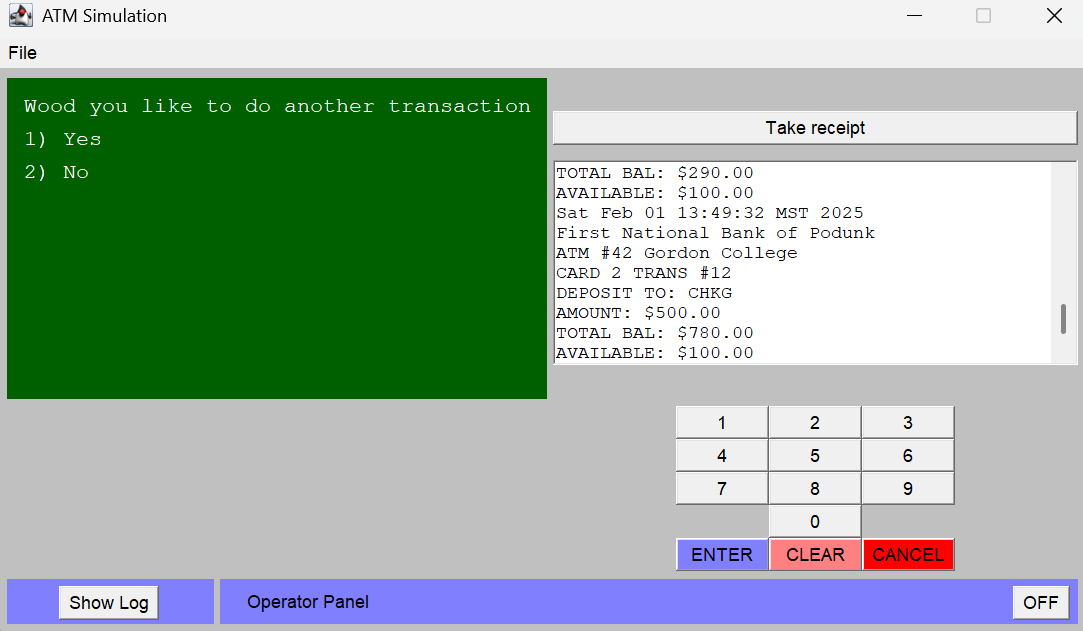 ATM Simulation
File
Wood you like to do another transaction
1) Yes
2) No
Take receipt
TOTAL BAL: $290.00
AVAILABLE: $100.00
Sat Feb 01 13:49:32 MST 2025
First National Bank of Podunk
ATM #42 Gordon College
CARD 2 TRANS #12
DEPOSIT TO: CHKG
AMOUNT: $500.00
TOTAL BAL: $780.00
AVAILABLE: $100.00
1 2 3
4 5 6
7 8 9
0
ENTER CLEAR CANCEL
Show Log Operator Panel OFF